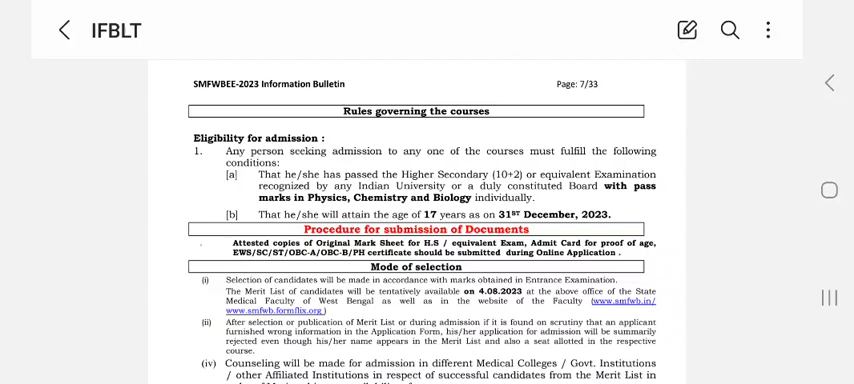 IFBLT
SMFWBEE-2023 Information Bulletin Page: 7/33
Rules governing the courses
Eligibility for admission :
1. Any person seeking admission to any one of the courses must fulfill the following
conditions:
[a] That he/she has passed the Higher Secondary (10+2) or equivalent Examination
recognized by any Indian University or a duly constituted Board with pass
marks in Physics, Chemistry and Biology individually.
[b] That he/she will attain the age of 17 years as on 31ST December, 2023.
Procedure for submission of Documents
Attested copies of Original Mark Sheet for H.S / equivalent Exam, Admit Card for proof of age,
EWS/SC/ST/OBC-A/OBC-B/PH certificate should be submitted during Online Application .
Mode of selection
(i) Selection of candidates will be made in accordance with marks obtained in Entrance Examination.
The Merit List of candidates will be tentatively available on 4.08.2023 at the above office of the State
Medical Faculty of West Bengal as well as in the website of the Faculty (www.smfwb.in/
www.smfwb.formflix.org )
(ii) After selection or publication of Merit List or during admission if it is found on scrutiny that an applicant
furnished wrong information in the Application Form, his/her application for admission will be summarily
rejected even though his/her name appears in the Merit List and also a seat allotted in the respective
course.
(iv) Counseling will be made for admission in different Medical Colleges / Govt. Institutions
/ other Affiliated Institutions in respect of successful candidates from the Merit List in